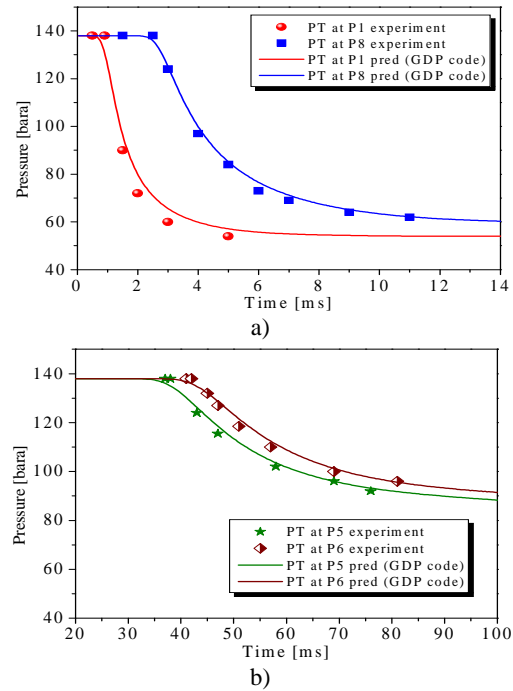 a)
140
120
100
80
60
40
Pressure [bara]
PT at P1 experiment
PT at P8 experiment
PT at P1 pred (GDP code)
PT at P8 pred (GDP code)
0 2 4 6 8 10 12 14
Time [ms]
a)
140
120
100
80
60
40
Pressure [bara]
PT at P5 experiment
PT at P6 experiment
PT at P5 pred (GDP code)
PT at P6 pred (GDP code)
20 30 40 50 60 70 80 90 100
Time [ms]
b)